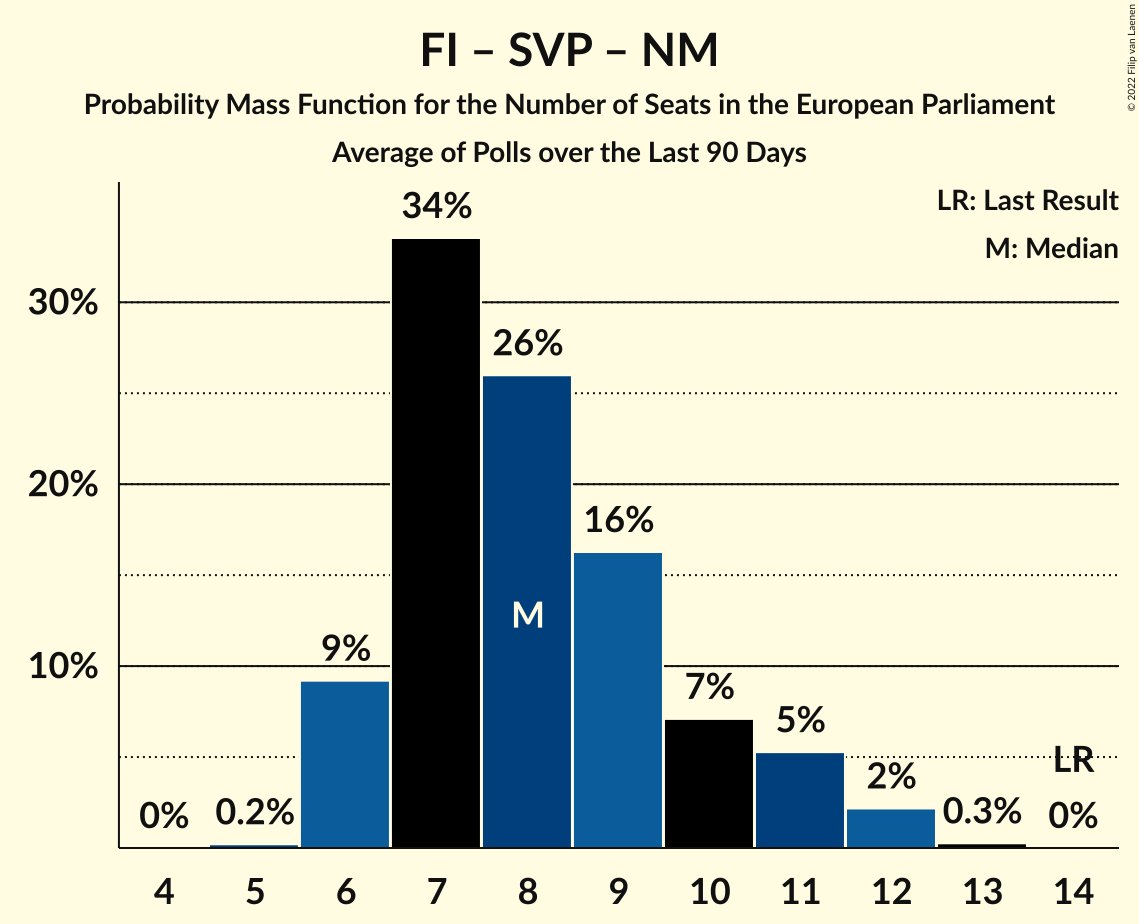 FI – SVP – NM
Probability Mass Function for the Number of Seats in the European Parliament
Average of Polls over the Last 90 Days
© 2022 Filip van Laenen
LR: Last Result
M: Median
34%
30%
26%
20%
16%
M
9%
10%
7%
5%
LR
2%
0%
0.2%
0.3%
0%
4 5 6 7 8 9 10 11 12 13 14